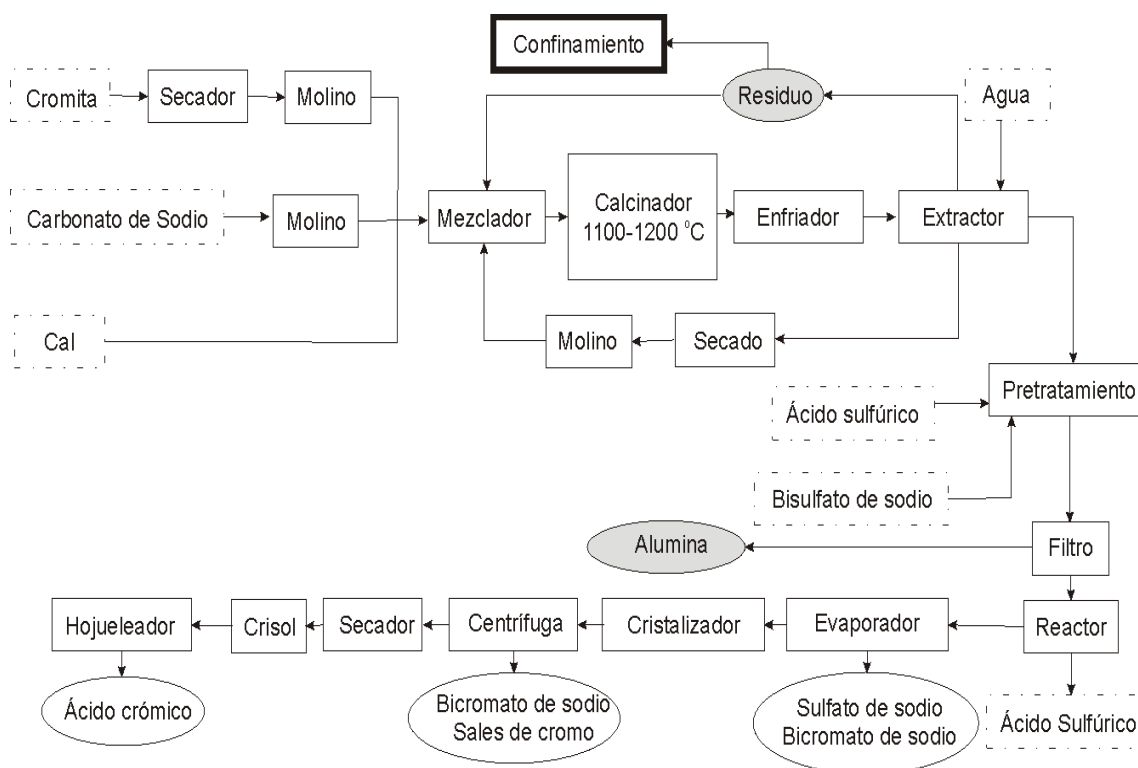 Confinamiento
Cromita
Secador
Molino
Residuo
Agua
Carbonato de Sodio
Molino
Mezclador
Calcinador
1100-1200 °C
Enfriador
Extractor
Cal
Molino
Secado
Pretratamiento
Ácido sulfúrico
Bisulfato de sodio
Alumina
Filtro
Hojueleador
Crisol
Secador
Centrífuga
Cristalizador
Evaporador
Reactor
Ácido crómico
Bicromato de sodio
Sales de cromo
Sulfato de sodio
Bicromato de sodio
Ácido Sulfúrico